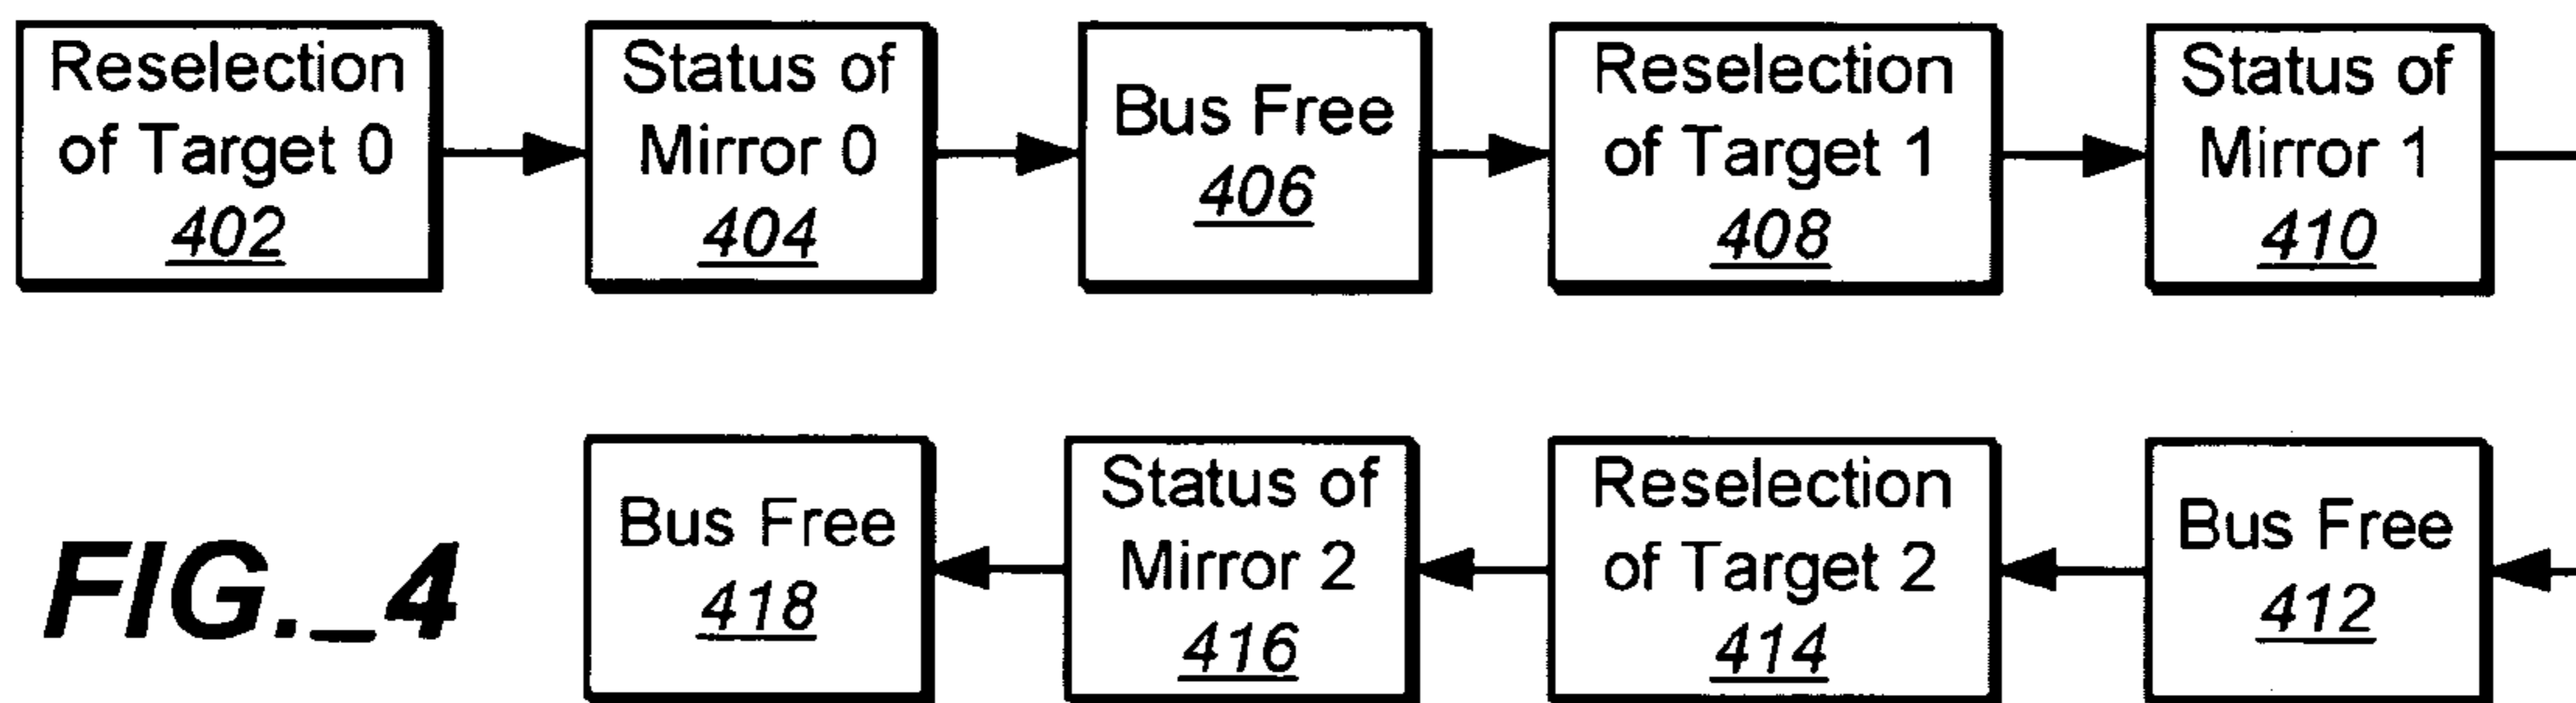 Reselection
of Target 0
402
Status of
Mirror 0
404
Bus Free
406
Reselection
of Target 1
408
Status of
Mirror 1
410
Bus Free
412
Reselection
of Target 2
414
Status of
Mirror 2
416
Bus Free
418
FIG._4